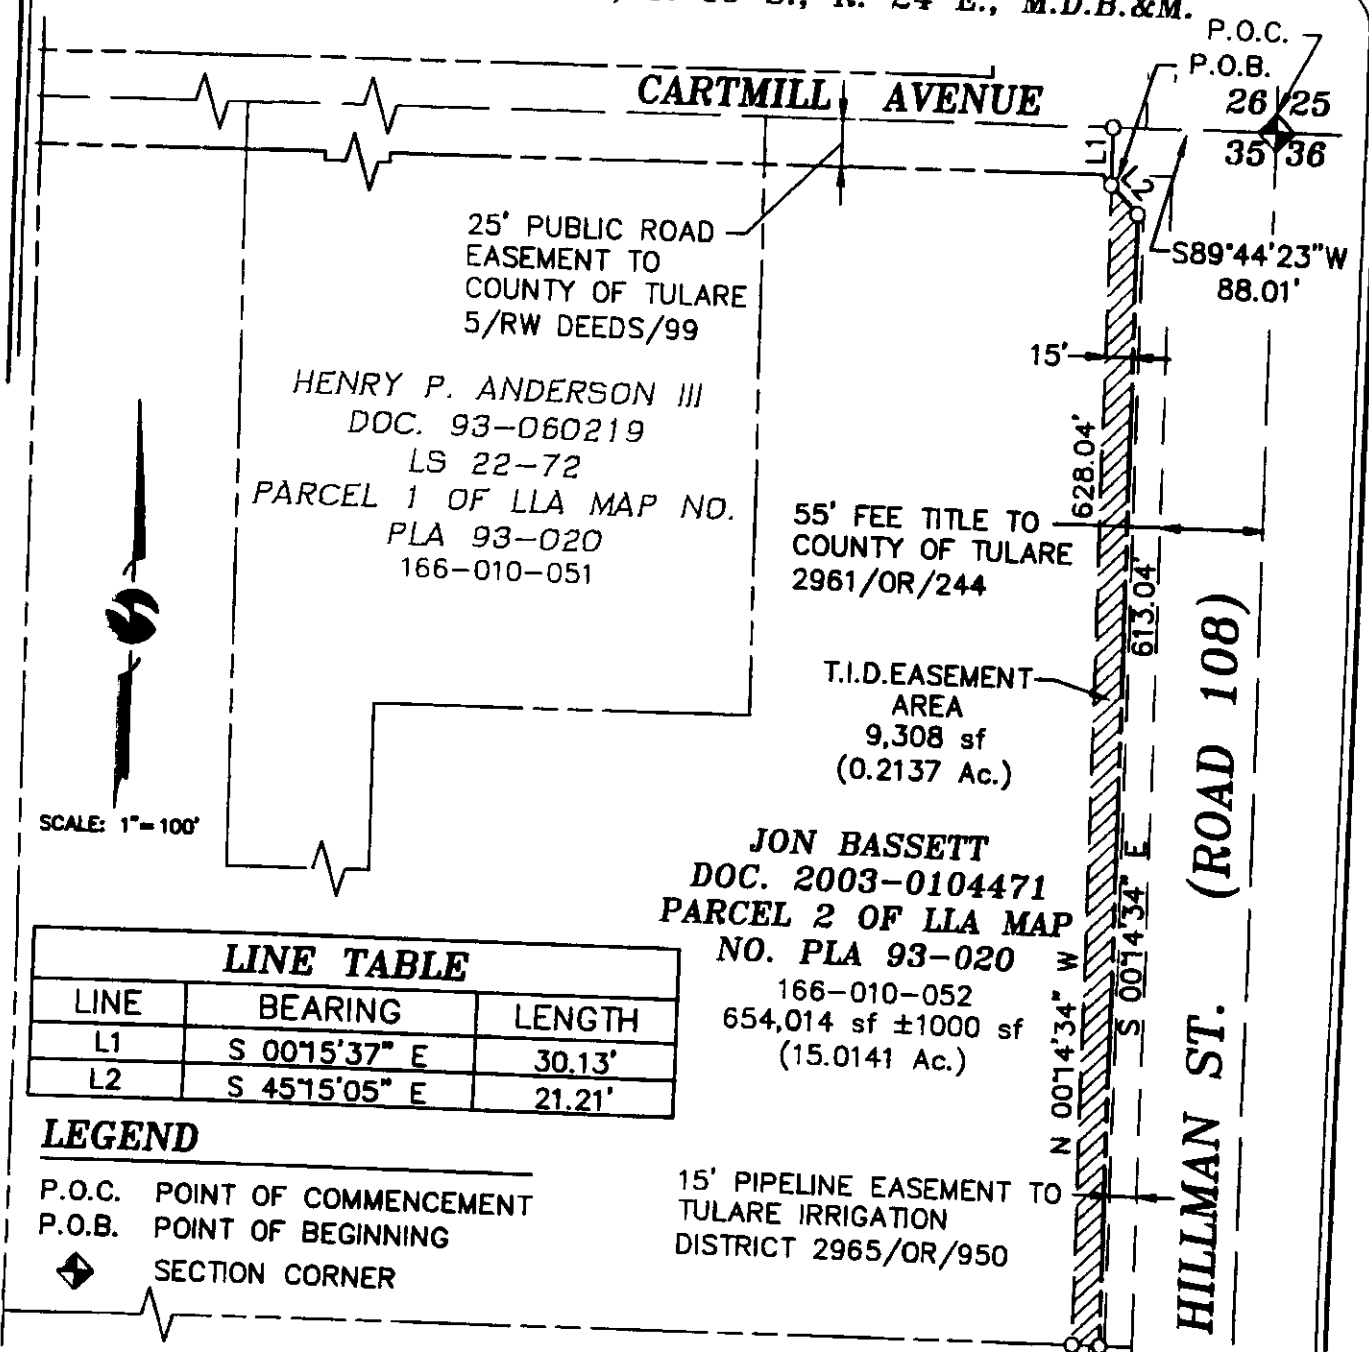 R. 24 E., M.D.B.&M.
P.O.C.
P.O.B.
CARTMILL AVENUE
26 25
35 36
L1
L2
S89°44'23"W
88.01'
25' PUBLIC ROAD
EASEMENT TO
COUNTY OF TULARE
5/RW DEEDS/99
15'
HENRY P. ANDERSON III
DOC. 93-060219
LS 22-72
PARCEL 1 OF LLA MAP NO.
PLA 93-020
166-010-051
628.04'
55' FEE TITLE TO
COUNTY OF TULARE
2961/OR/244
613.04'
T.I.D.EASEMENT
AREA
9,308 sf
(0.2137 Ac.)
SCALE: 1"=100'
JON BASSETT
DOC. 2003-0104471
PARCEL 2 OF LLA MAP
NO. PLA 93-020
166-010-052
654,014 sf ±1000 sf
(15.0141 Ac.)
N 00°14'34" W
S 00°14'34" E
HILLMAN ST. (ROAD 108)
LINE TABLE
LINE BEARING LENGTH
L1 S 00°15'37" E 30.13'
L2 S 45°15'05" E 21.21'
LEGEND
P.O.C. POINT OF COMMENCEMENT
P.O.B. POINT OF BEGINNING
SECTION CORNER
15' PIPELINE EASEMENT TO
TULARE IRRIGATION
DISTRICT 2965/OR/950